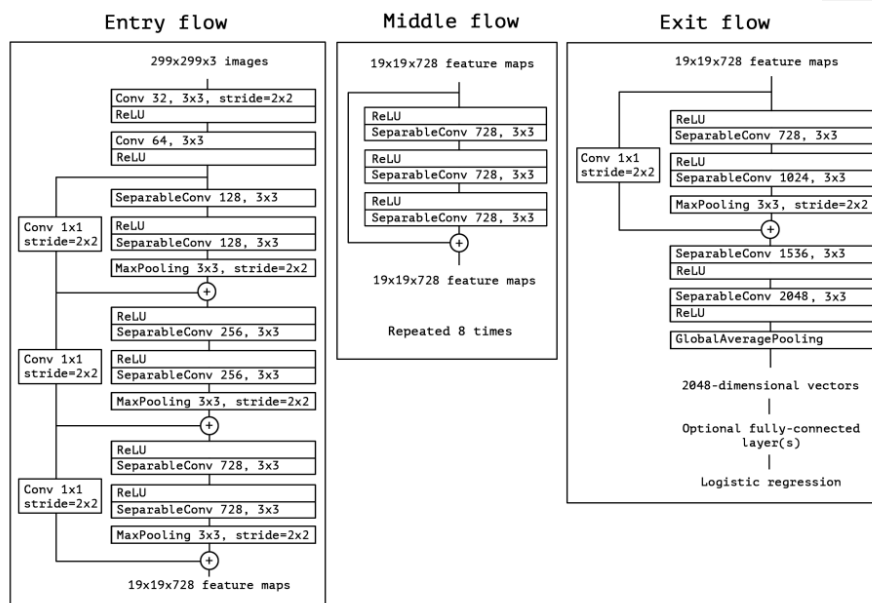 Entry flow
299x299x3 images
Conv 32, 3x3, stride=2x2
ReLU
Conv 64, 3x3
ReLU
SeparableConv 128, 3x3
Conv 1x1
stride=2x2
ReLU
SeparableConv 128, 3x3
MaxPooling 3x3, stride=2x2
+
ReLU
SeparableConv 256, 3x3
Conv 1x1
stride=2x2
ReLU
SeparableConv 256, 3x3
MaxPooling 3x3, stride=2x2
+
ReLU
SeparableConv 728, 3x3
Conv 1x1
stride=2x2
ReLU
SeparableConv 728, 3x3
MaxPooling 3x3, stride=2x2
+
19x19x728 feature maps
Middle flow
19x19x728 feature maps
ReLU
SeparableConv 728, 3x3
ReLU
SeparableConv 728, 3x3
ReLU
SeparableConv 728, 3x3
+
19x19x728 feature maps
Repeated 8 times
Exit flow
19x19x728 feature maps
ReLU
SeparableConv 728, 3x3
Conv 1x1
stride=2x2
ReLU
SeparableConv 1024, 3x3
MaxPooling 3x3, stride=2x2
+
SeparableConv 1536, 3x3
ReLU
SeparableConv 2048, 3x3
ReLU
GlobalAveragePooling
2048-dimensional vectors
Optional fully-connected
layer(s)
Logistic regression